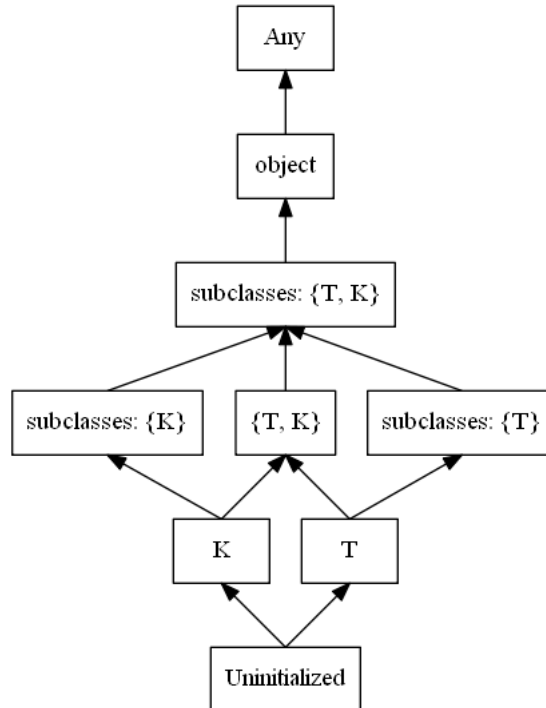 Any
object
subclasses: {T, K}
subclasses: {K}
{T, K}
subclasses: {T}
K
T
Uninitialized